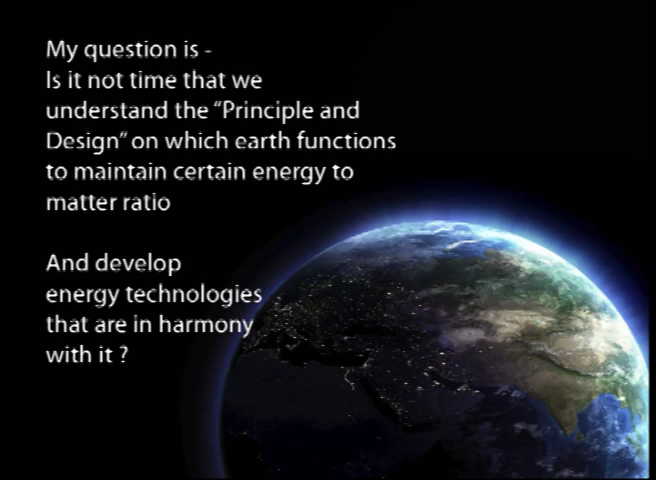 My question is -
Is it not time that we
understand the “Principle and
Design” on which earth functions
to maintain certain energy to
matter ratio
And develop
energy technologies
that are in harmony
with it ?